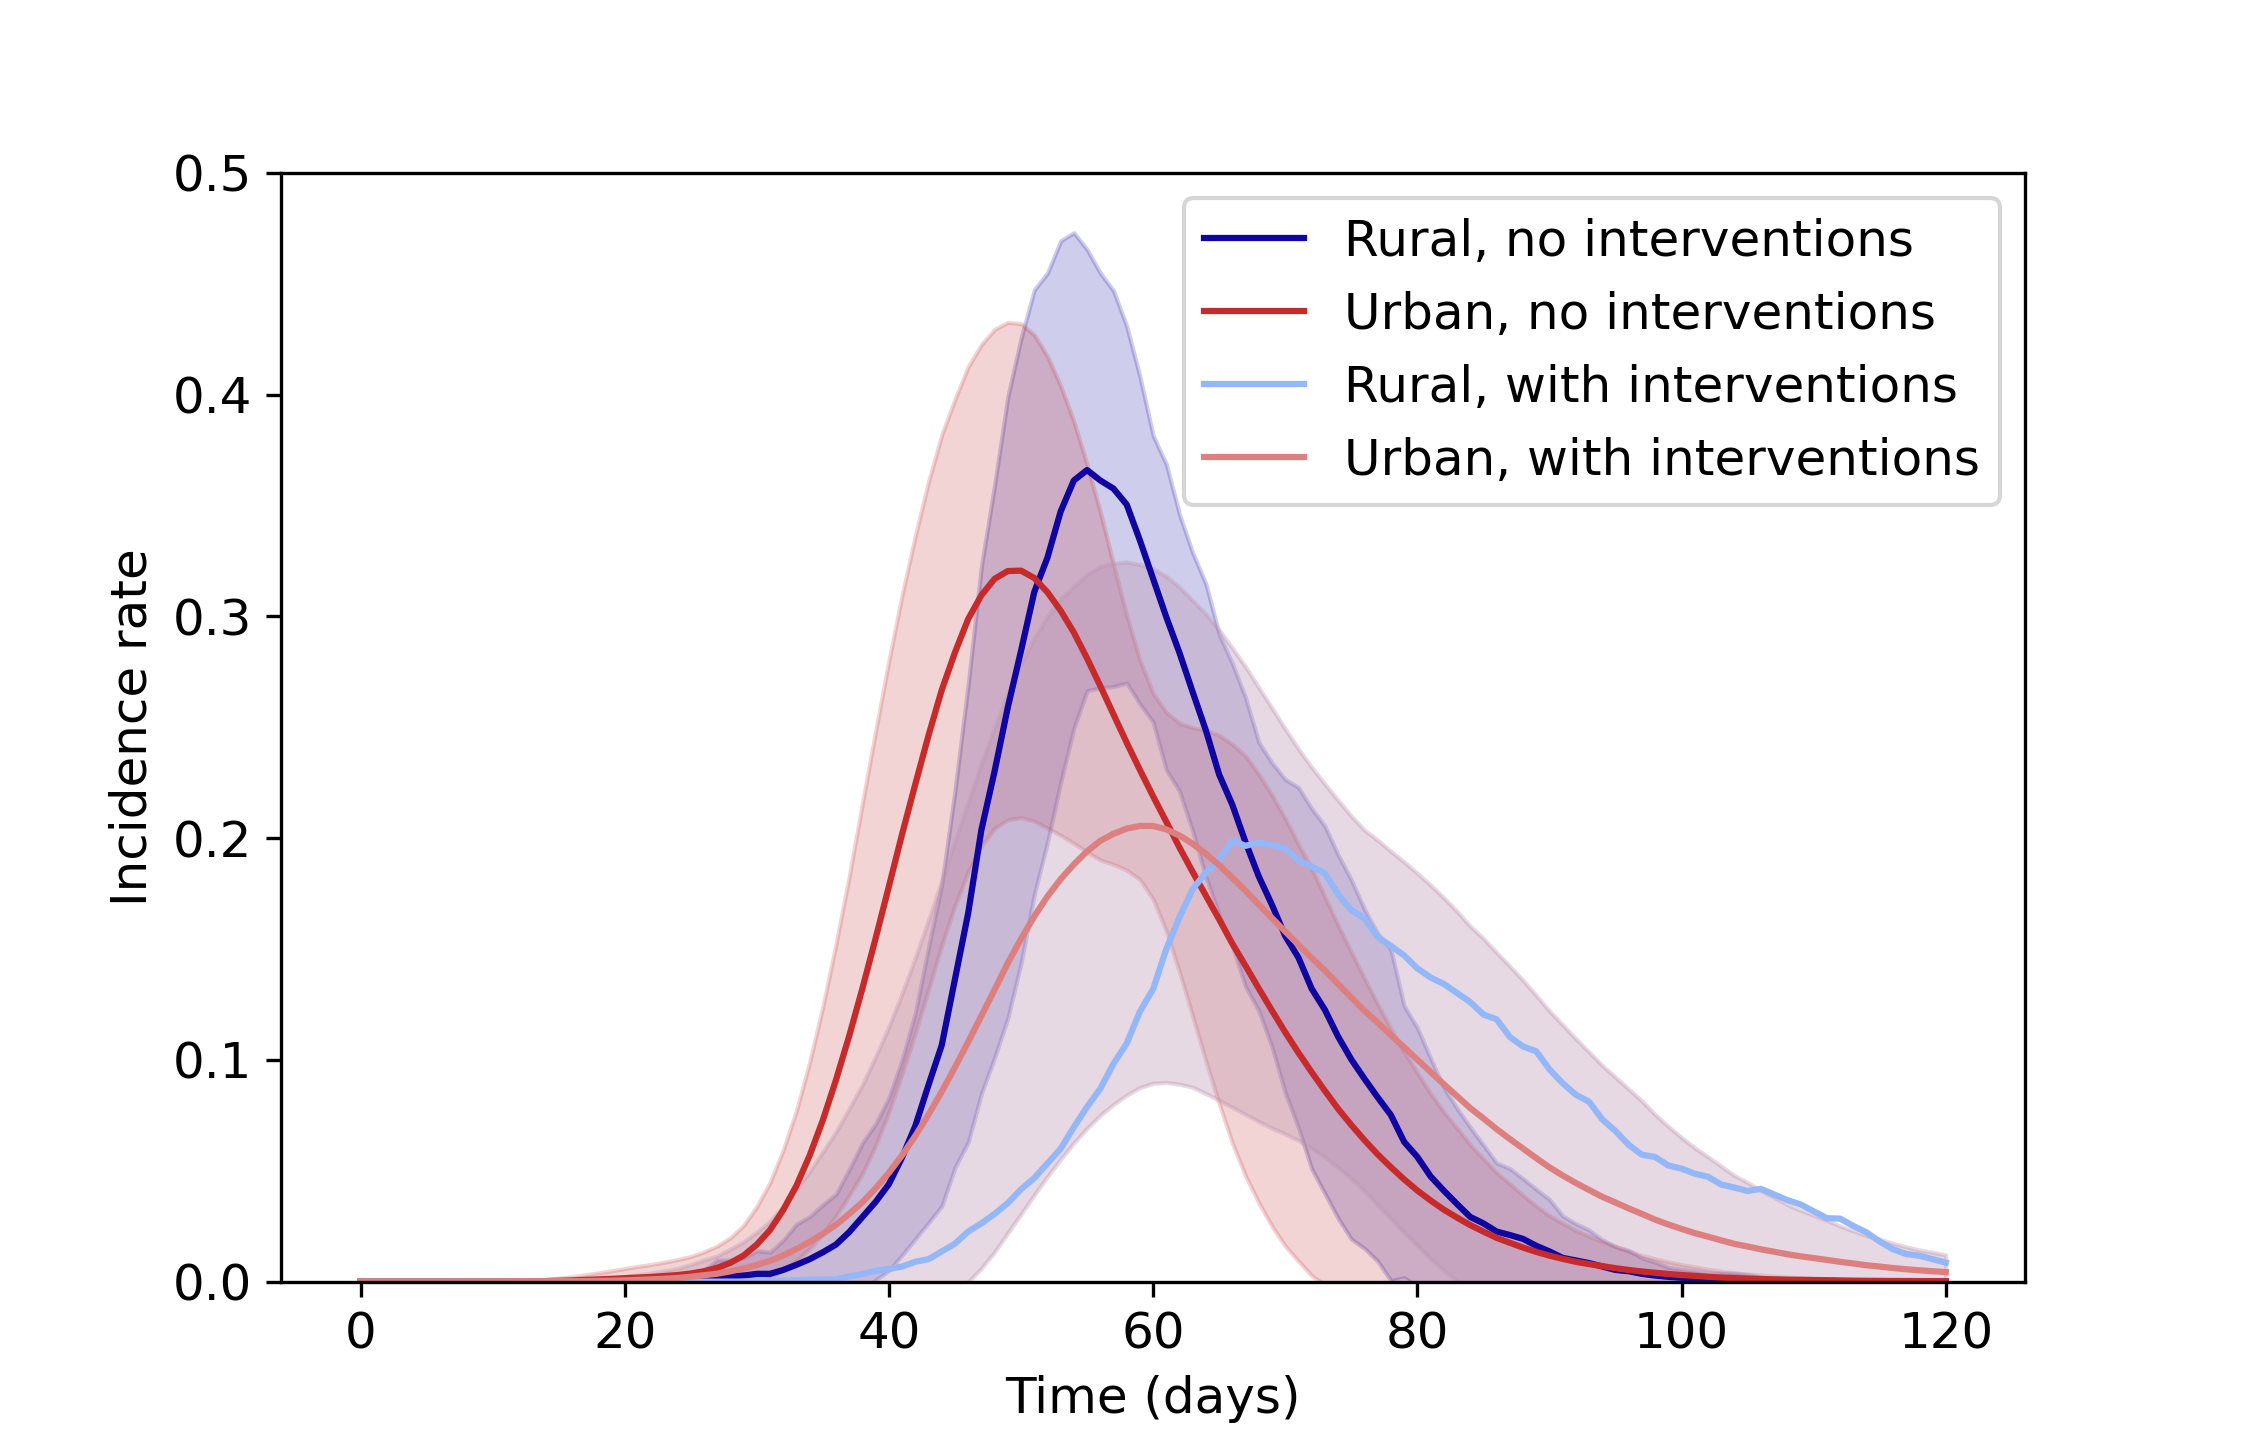 0.5
0.4
0.3
0.2
0.1
0.0
Incidence rate
Rural, no interventions
Urban, no interventions
Rural, with interventions
Urban, with interventions
0 20 40 60 80 100 120
Time (days)